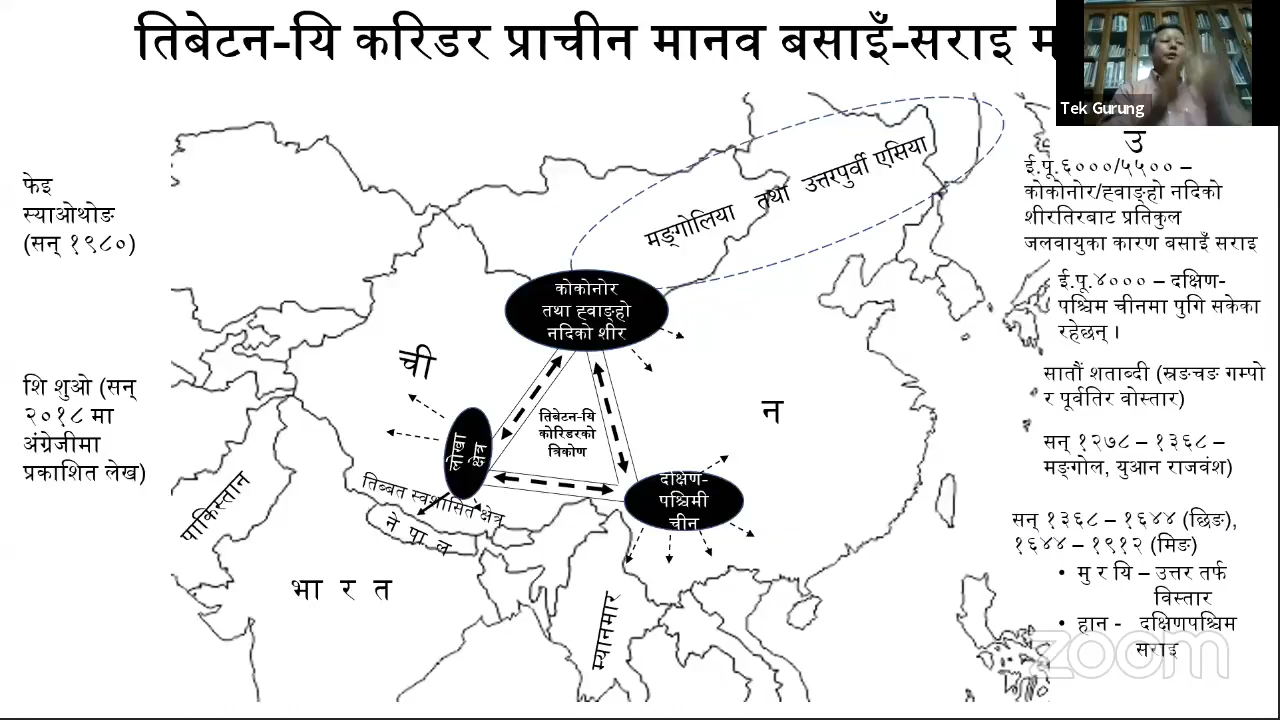 तिबेटन-यि करिडर प्राचीन मानव बसाइँ-सराइ
Tek Gurung
फेइ
स्याओथोङ
(सन् १९८०)
शि शुओ (सन्
२०१८ मा
अंग्रेजीमा
प्रकाशित लेख)
मङ्गोलिया तथा उत्तरपुर्वी एसिया
कोकोनोर
तथा ह्वाङ्हो
नदिको शीर
ची
न
तिबेटन-यि
कोरिडरको
त्रिकोण
ल्होखा
क्षेत्र
दक्षिण-
पश्चिमी
चीन
तिब्बत स्वशासित क्षेत्र
ने पा ल
पाकिस्तान
भा र त
म्यानमार
उ
ई.पू.६०००/५५०० –
कोकोनोर/ह्वाङ्हो नदिको
शीरतिरबाट प्रतिकुल
जलवायुका कारण बसाइँ सराइ
ई.पू.४००० – दक्षिण-
पश्चिम चीनमा पुगि सकेका
रहेछन् ।
सातौं शताब्दी (स्रङचङ गम्पो
र पूर्वतिर बोस्तार)
सन् १२७८ – १३६८ –
मङ्गोल, युआन राजवंश)
सन् १३६८ – १६४४ (छिङ),
१६४४ – १९१२ (मिङ)
• मु र यि – उत्तर तर्फ
विस्तार
• हान - दक्षिणपश्चिम
सराइ
zoom